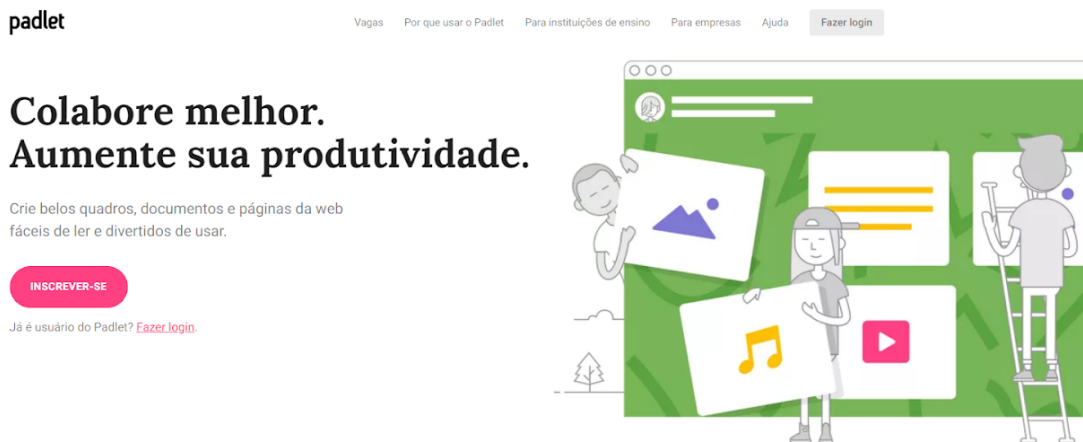 padlet
Vagas
Por que usar o Padlet
Para instituições de ensino
Para empresas
Ajuda
Fazer login
Colabore melhor.
Aumente sua produtividade.
Crie belos quadros, documentos e páginas da web
fáceis de ler e divertidos de usar.
INSCREVER-SE
Já é usuário do Padlet? Fazer login.